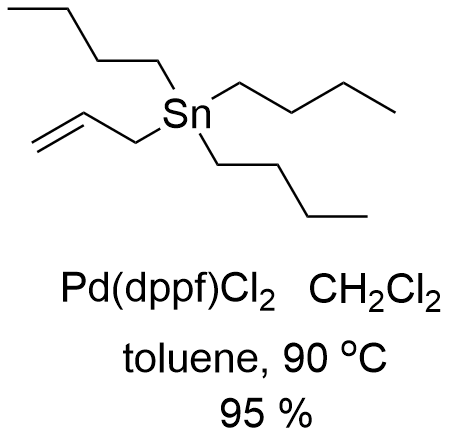 Sn
Pd(dppf)Cl₂ CH₂Cl₂
toluene, 90 ºC
95 %